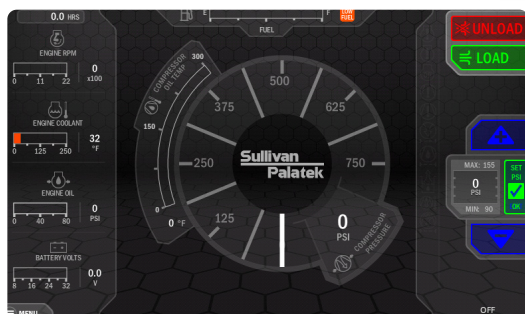 0.0 HRS
E F
LOW
FUEL
FUEL
UNLOAD
LOAD
ENGINE RPM
0
x100
0 11 22
ENGINE COOLANT
32
°F
0 125 250
ENGINE OIL
0
PSI
0 40 80
BATTERY VOLTS
0.0
V
8 16 24 32
MENU
COMPRESSOR
OIL TEMP
300
150
0
0 °F
125
250
375
500
625
750
Sullivan
Palatek
0
PSI
COMPRESSOR
PRESSURE
MAX: 155
0
PSI
MIN: 90
SET
PSI
OK
OFF